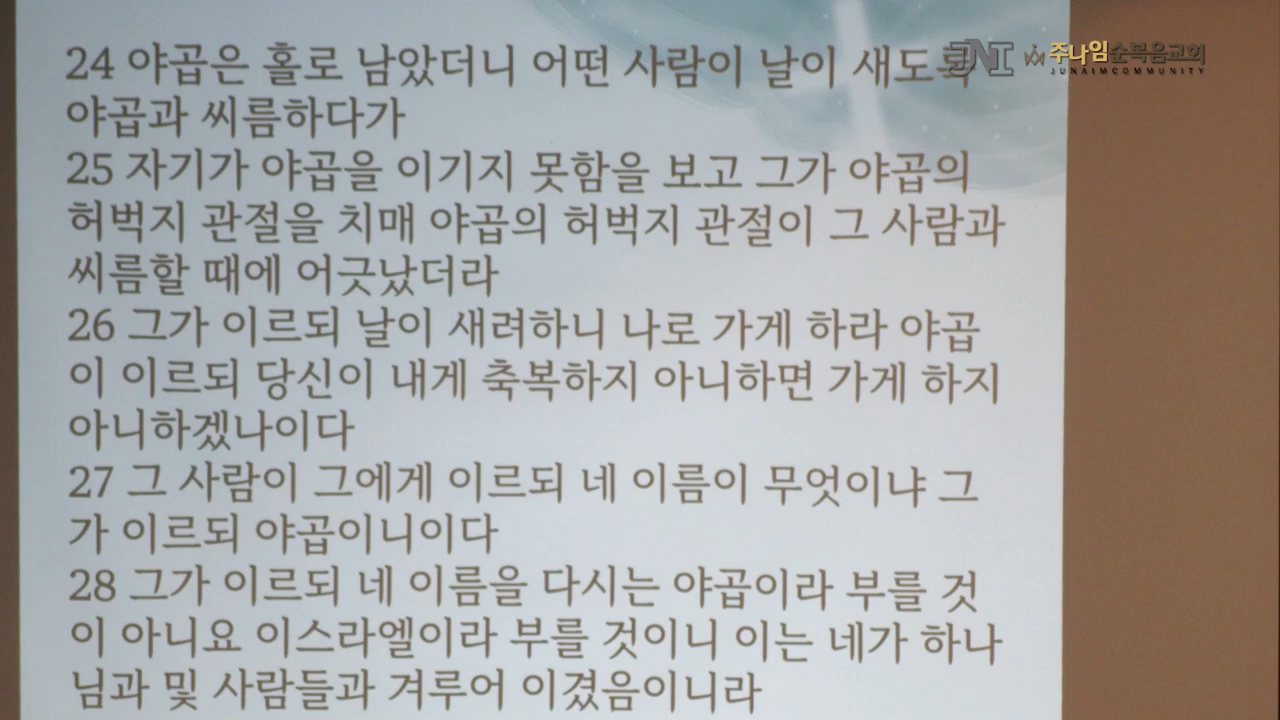 24 야곱은 홀로 남았더니 어떤 사람이 날이 새도록
야곱과 씨름하다가
25 자기가 야곱을 이기지 못함을 보고 그가 야곱의
허벅지 관절을 치매 야곱의 허벅지 관절이 그 사람과
씨름할 때에 어긋났더라
26 그가 이르되 날이 새려하니 나로 가게 하라 야곱
이 이르되 당신이 내게 축복하지 아니하면 가게 하지
아니하겠나이다
27 그 사람이 그에게 이르되 네 이름이 무엇이냐 그
가 이르되 야곱이니이다
28 그가 이르되 네 이름을 다시는 야곱이라 부를 것
이 아니요 이스라엘이라 부를 것이니 이는 네가 하나
님과 및 사람들과 겨루어 이겼음이니라
JNI 주나임순복음교회
JUNAIMCOMMUNITY